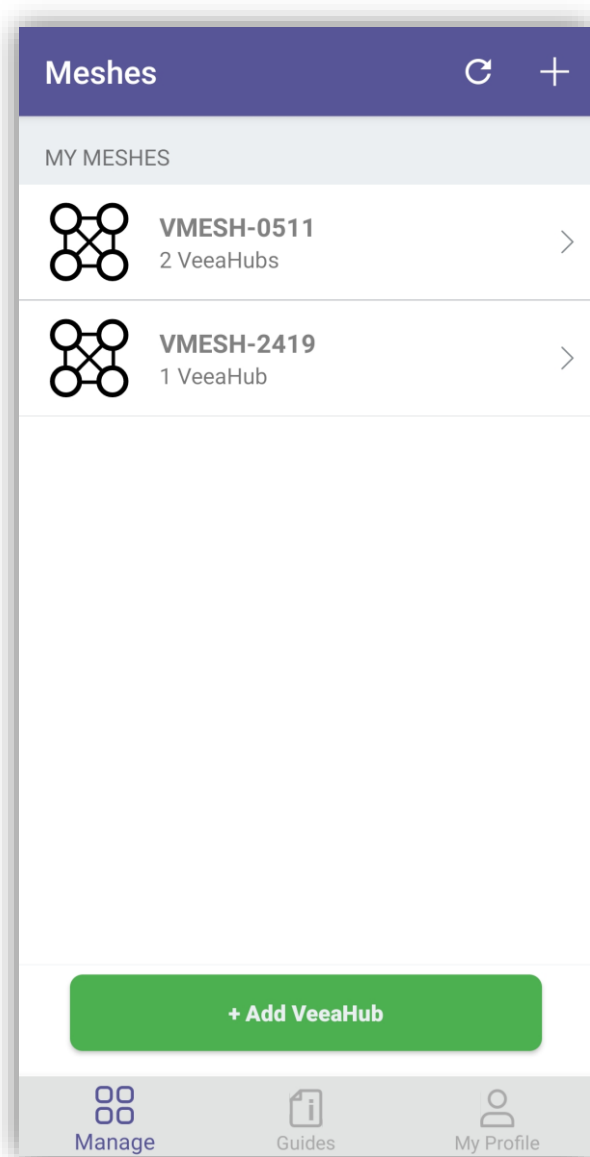 Meshes
MY MESHES
VMESH-0511
2 VeeaHubs
VMESH-2419
1 VeeaHub
+ Add VeeaHub
Manage
Guides
My Profile